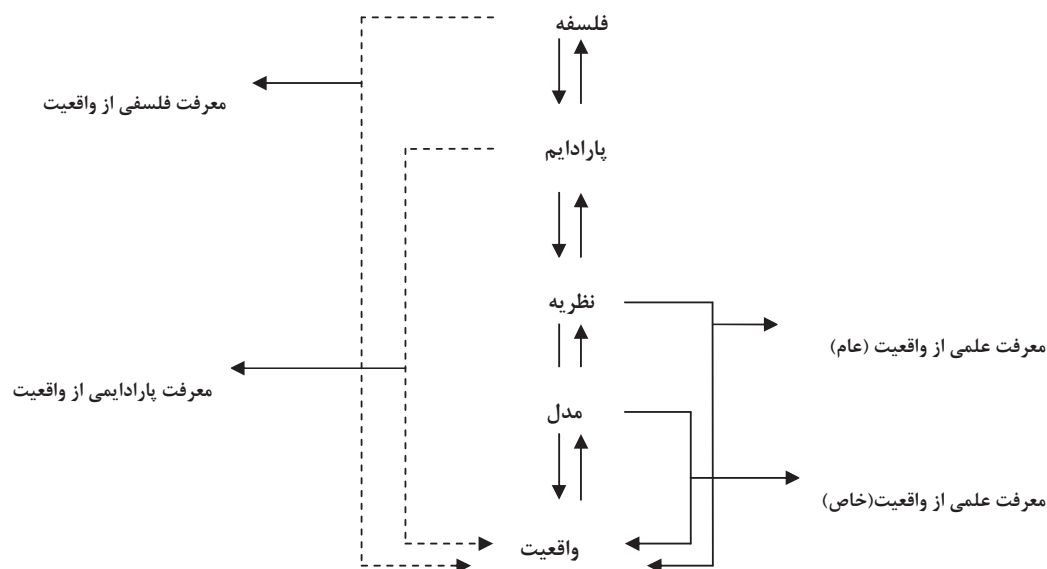 فلسفه
معرفت فلسفی از واقعیت
پارادایم
نظریه
معرفت علمی از واقعیت (عام)
معرفت پارادایمی از واقعیت
مدل
معرفت علمی از واقعیت(خاص)
واقعیت